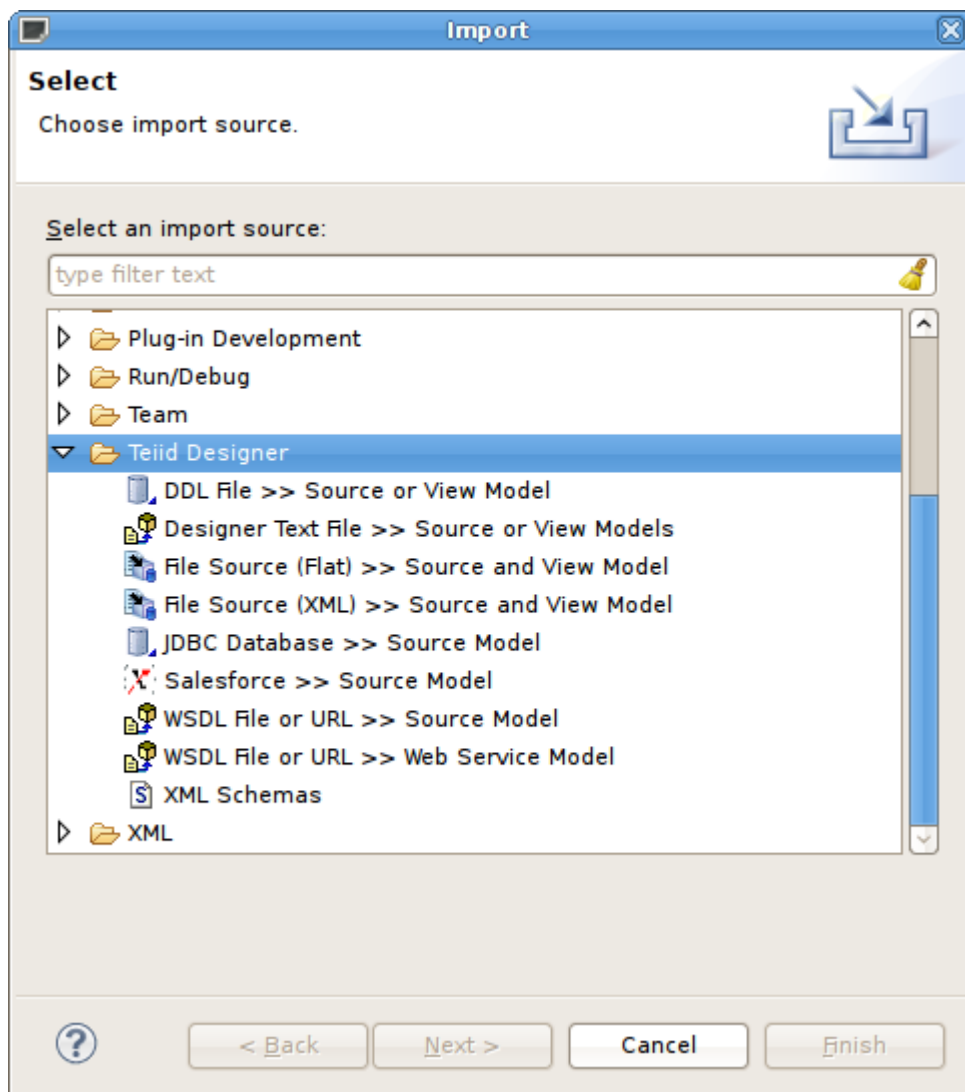 Import
Select
Choose import source.
Select an import source:
type filter text
Plug-in Development
Run/Debug
Team
Teiid Designer
DDL File >> Source or View Model
Designer Text File >> Source or View Models
File Source (Flat) >> Source and View Model
File Source (XML) >> Source and View Model
JDBC Database >> Source Model
Salesforce >> Source Model
WSDL File or URL >> Source Model
WSDL File or URL >> Web Service Model
XML Schemas
XML
< Back Next > Cancel Finish